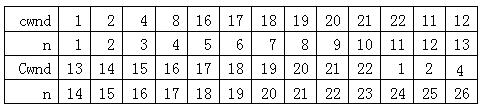 cwnd 1 2 4 8 16 17 18 19 20 21 22 11 12
n 1 2 3 4 5 6 7 8 9 10 11 12 13
Cwnd 13 14 15 16 17 18 19 20 21 22 1 2 4
n 14 15 16 17 18 19 20 21 22 23 24 25 26